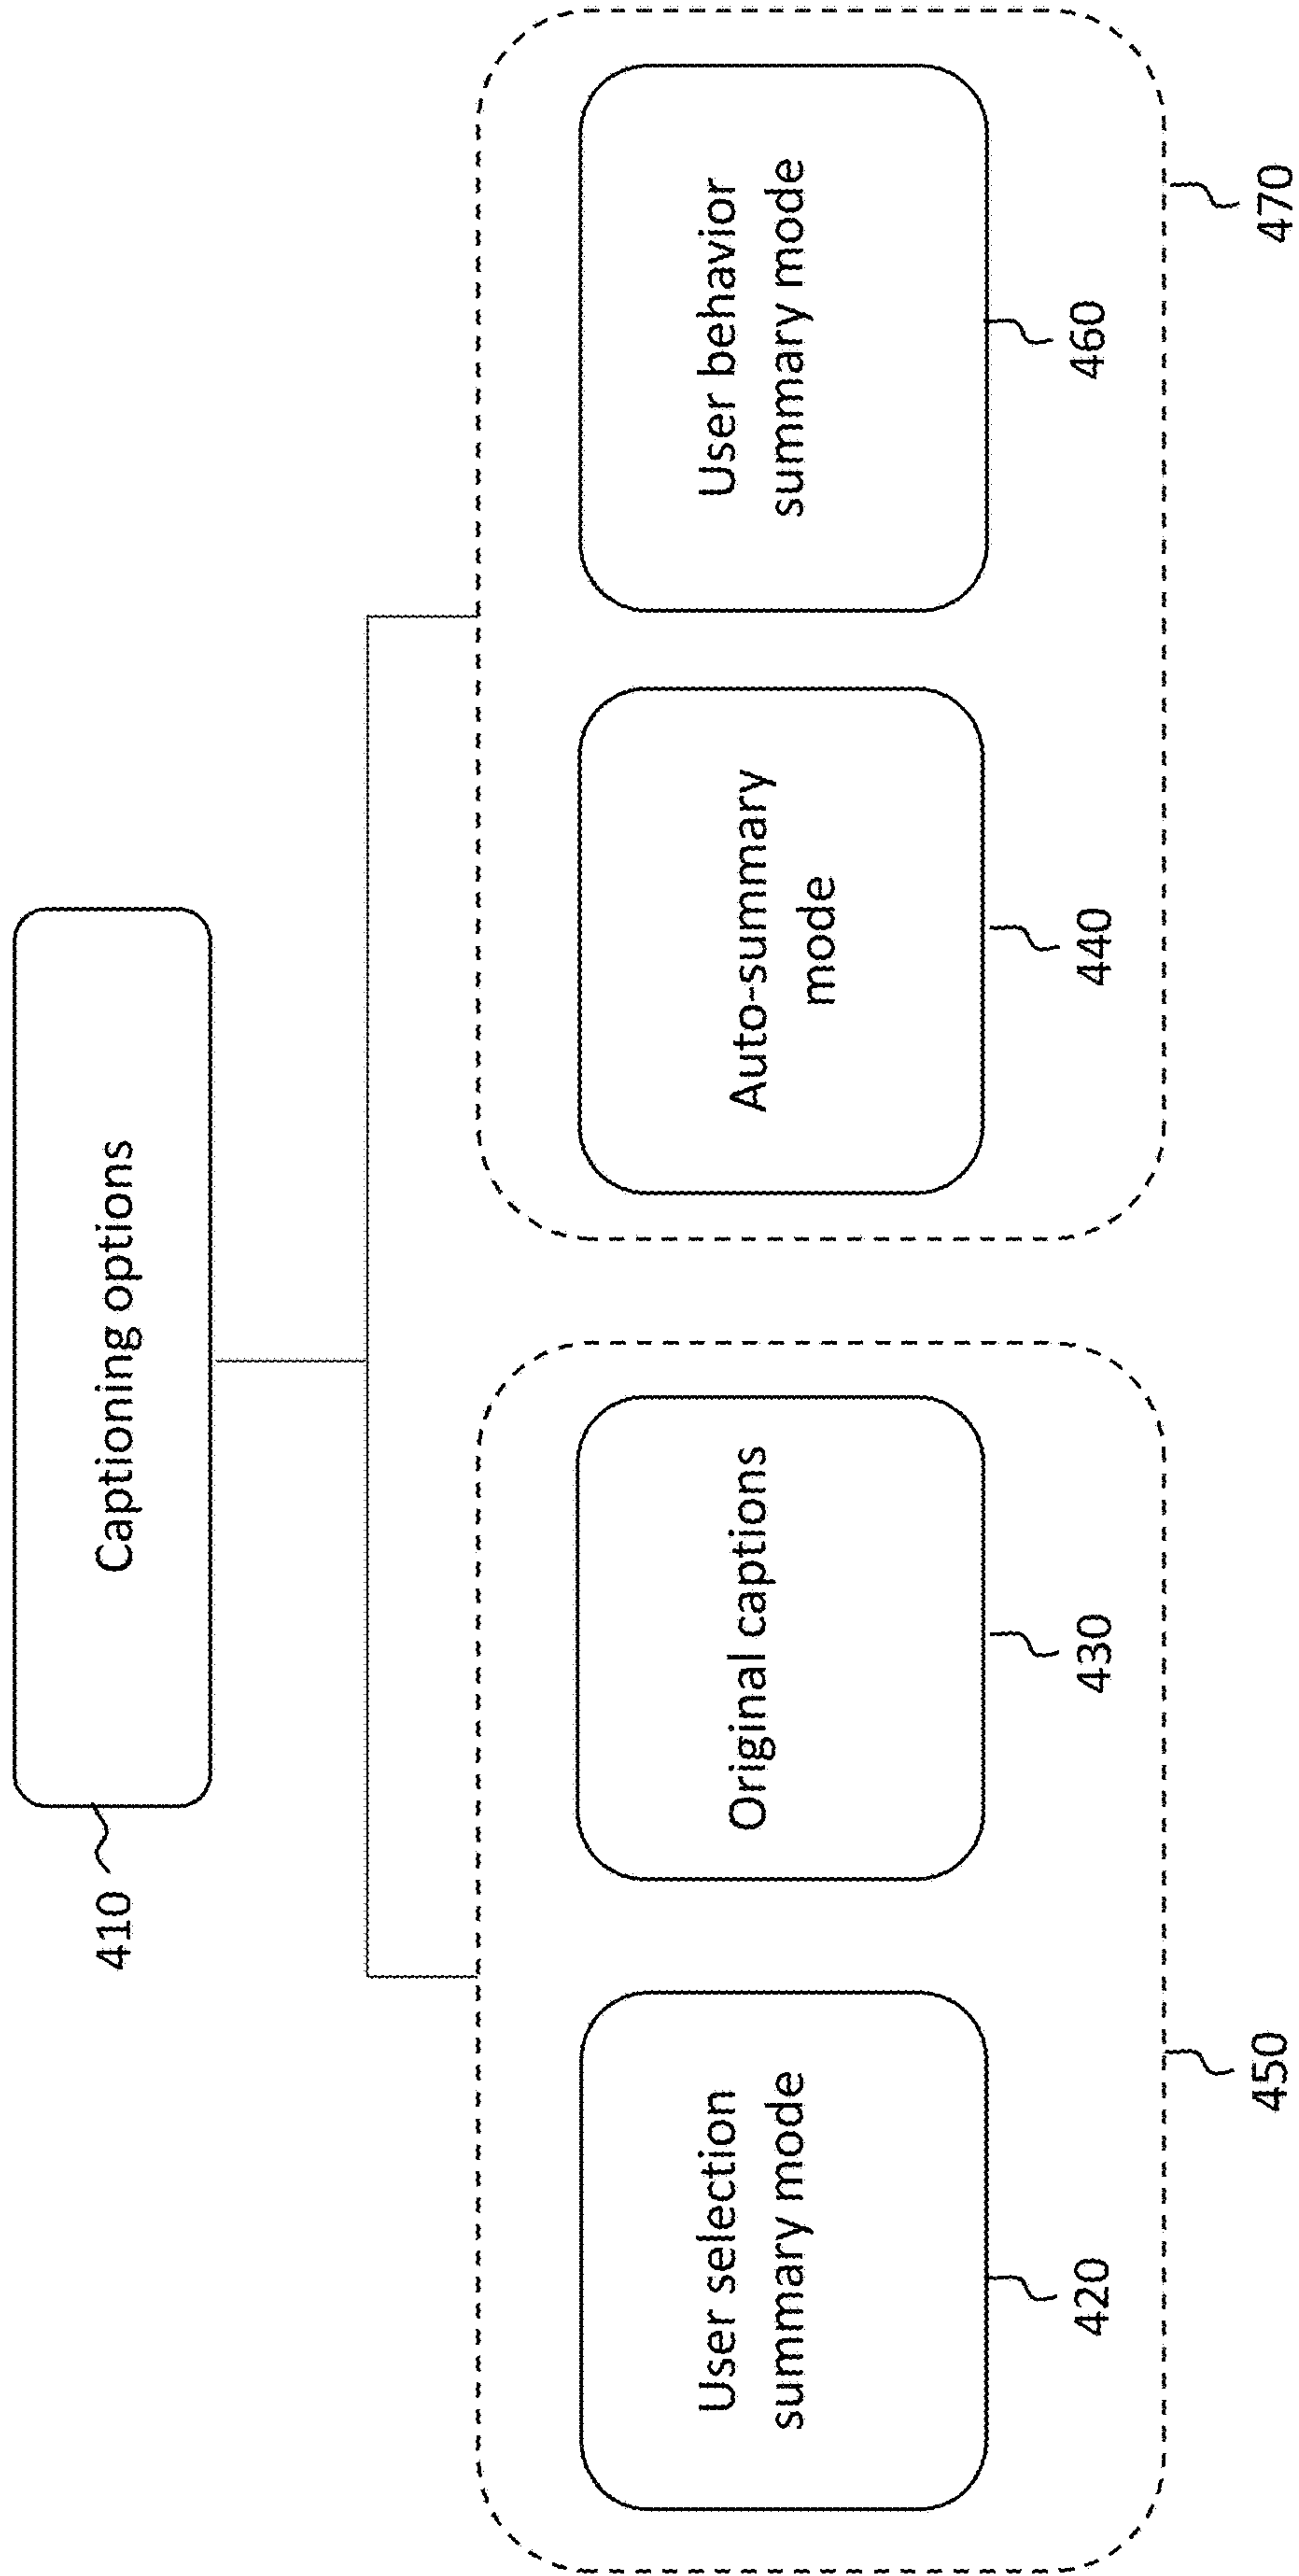 Captioning options
410
User selection
summary mode
420
Original captions
430
450
Auto-summary
mode
440
User behavior
summary mode
460
470